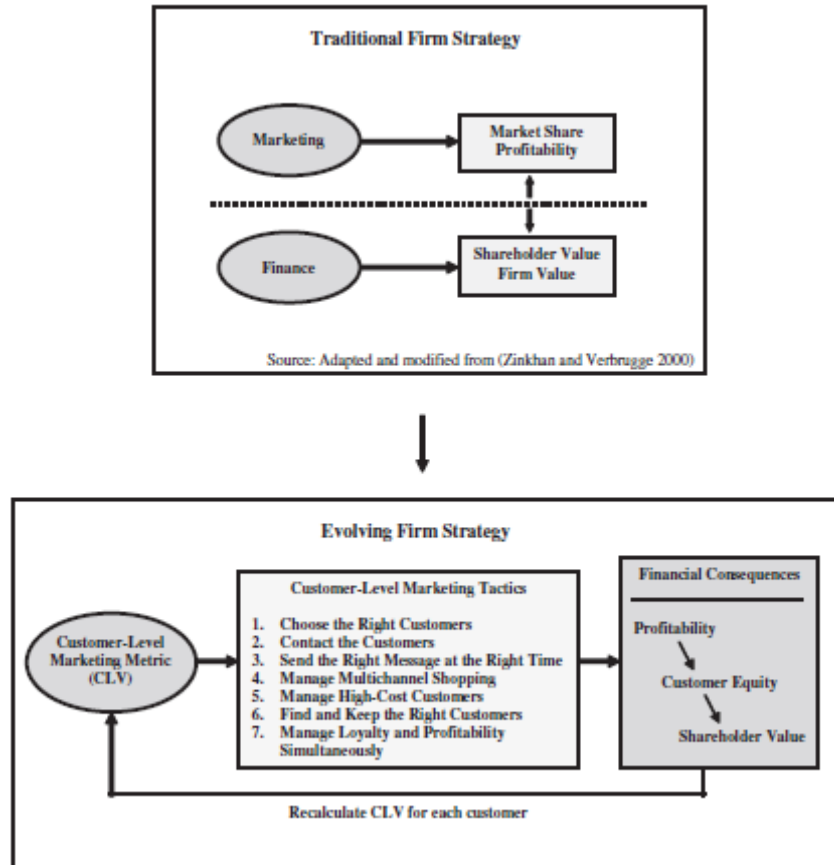 Traditional Firm Strategy
Marketing
Market Share
Profitability
Finance
Shareholder Value
Firm Value
Source: Adapted and modified from (Zinkhan and Verbrugge 2000)
Evolving Firm Strategy
Customer-Level
Marketing Metric
(CLV)
Customer-Level Marketing Tactics
1. Choose the Right Customers
2. Contact the Customers
3. Send the Right Message at the Right Time
4. Manage Multichannel Shopping
5. Manage High-Cost Customers
6. Find and Keep the Right Customers
7. Manage Loyalty and Profitability
Simultaneously
Financial Consequences
Profitability
Customer Equity
Shareholder Value
Recalculate CLV for each customer